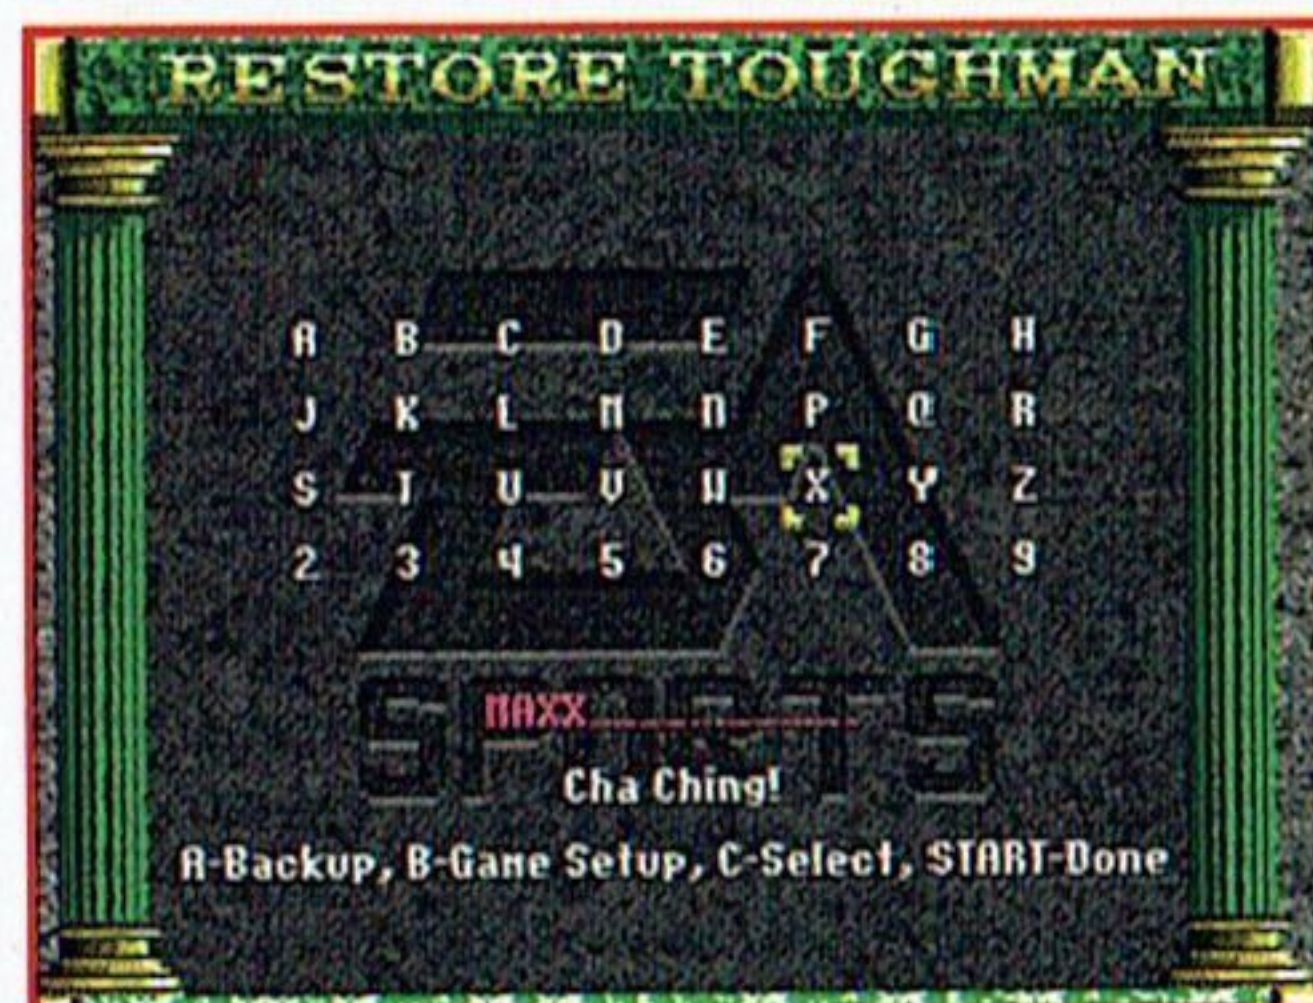 RESTORE TOUGHMAN
A B C D E F G H
J K L M N P Q R
S T U V W X Y Z
2 3 4 5 6 7 8 9
MAXX
SPORTS
Cha Ching!
A-Backup, B-Game Setup, C-Select, START-Done